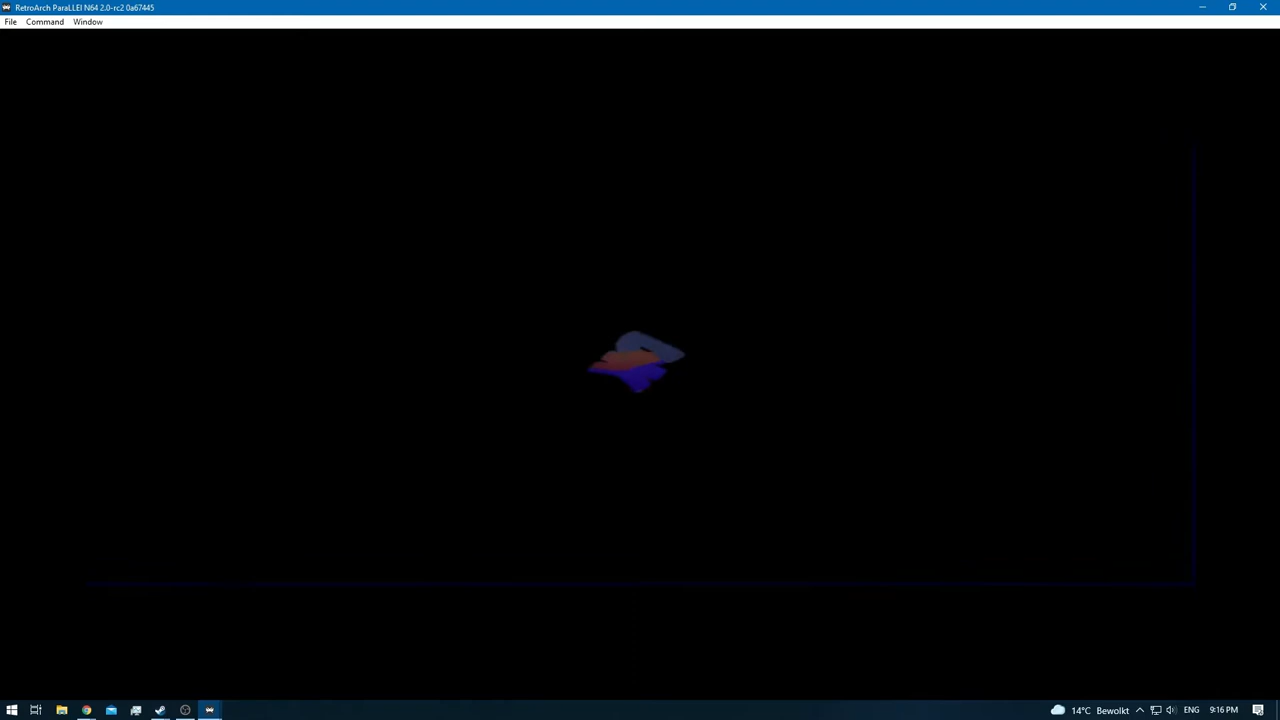 RetroArch ParaLLEl N64 2.0-rc2 0a67445
File Command Window
14°C Bewolkt ENG 9:16 PM